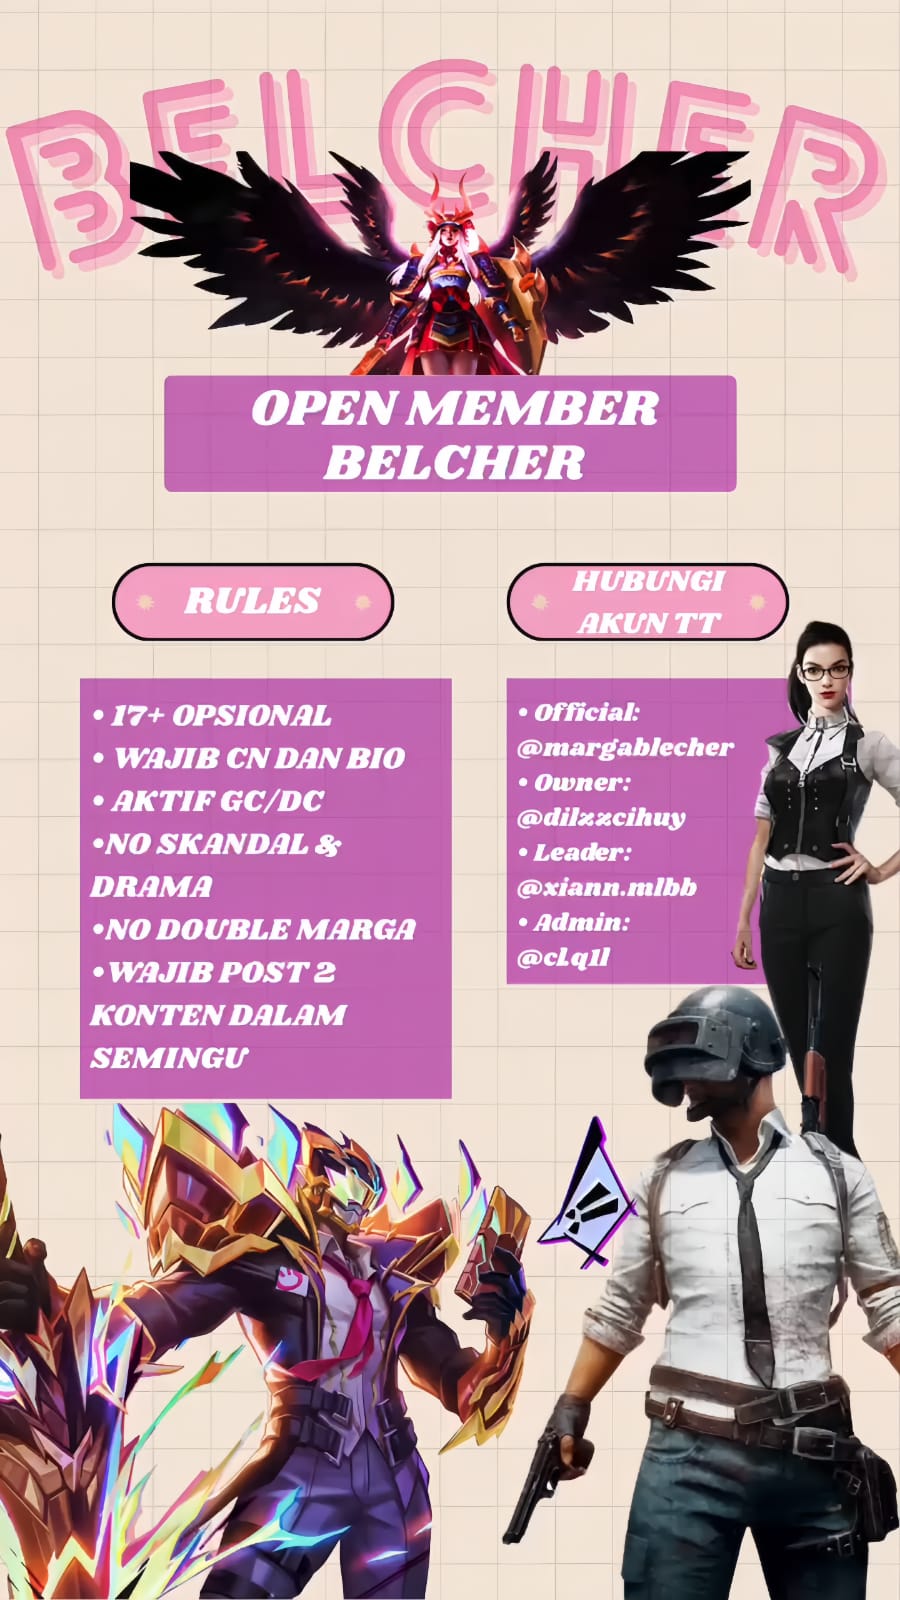 BELCHER
OPEN MEMBER
BELCHER
RULES
• 17+ OPSIONAL
• WAJIB CN DAN BIO
• AKTIF GC/DC
•NO SKANDAL &
DRAMA
•NO DOUBLE MARGA
•WAJIB POST 2
KONTEN DALAM
SEMINGU
HUBUNGI
AKUN TT
• Official:
@margablecher
• Owner:
@dilzzcihuy
• Leader:
@xiann.mlbb
• Admin:
@cl.q1l